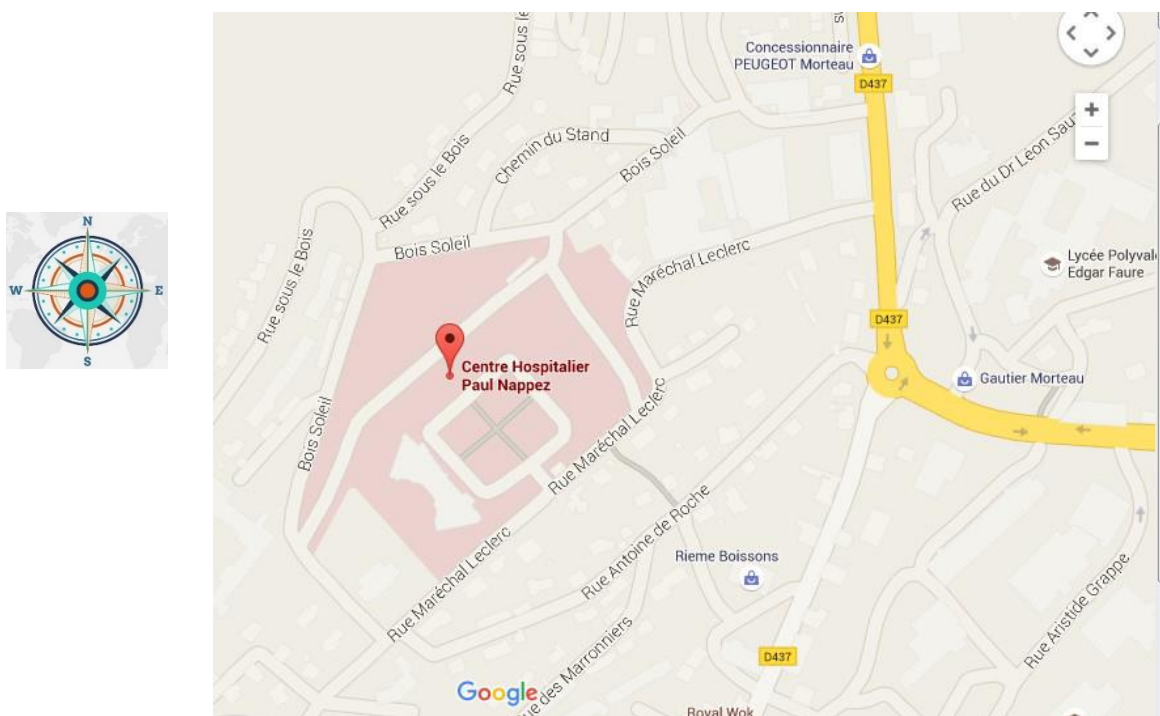 N
W
E
S
Concessionnaire
PEUGEOT Morteau
D437
+
−
Rue sous le Bois
Chemin du Stand
Bois Soleil
Rue du Dr Léon Sauz
Rue sous le Bois
Bois Soleil
Rue Maréchal Leclerc
Lycée Polyval
Edgar Faure
Rue sous le Bois
D437
Centre Hospitalier
Paul Nappez
Gautier Morteau
Bois Soleil
Rue Maréchal Leclerc
Rue Maréchal Leclerc
Rue Antoine de Roche
Rieme Boissons
Rue Aristide Grappe
des Marronniers
D437
Google
Royal Wok